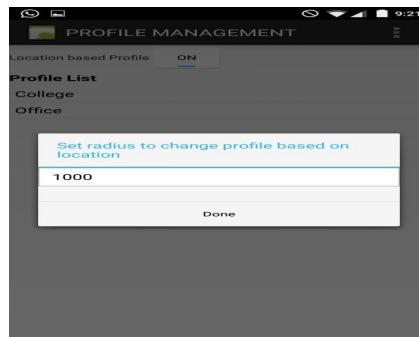 9:21
PROFILE MANAGEMENT
Location based Profile ON
Profile List
College
Office
Set radius to change profile based on
location
1000
Done